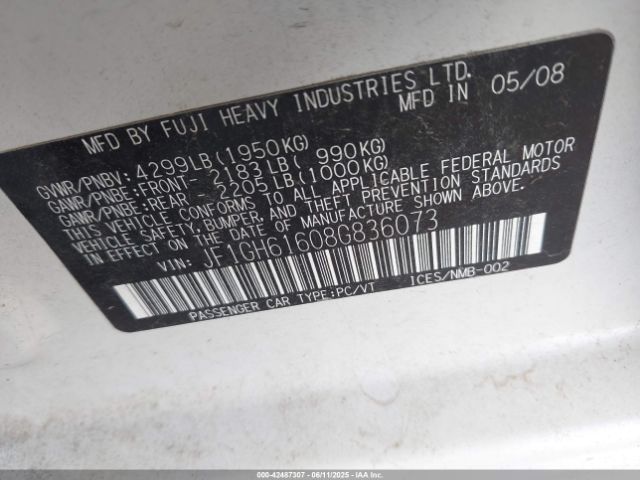 MFD BY FUJI HEAVY INDUSTRIES LTD.
MFD IN 05/08
GVWR/PNBV: 4299LB(1950KG)
GAWR/PNBE:FRONT- 2183LB( 990KG)
GAWR/PNBE:REAR - 2205LB(1000KG)
THIS VEHICLE CONFORMS TO ALL APPLICABLE FEDERAL MOTOR
VEHICLE SAFETY, BUMPER, AND THEFT PREVENTION STANDARDS
IN EFFECT ON THE DATE OF MANUFACTURE SHOWN ABOVE.
VIN: JF1GH61608G836073
PASSENGER CAR TYPE:PC/VT ICES/NMB-002
000-42487307 - 06/11/2025 - IAA Inc.